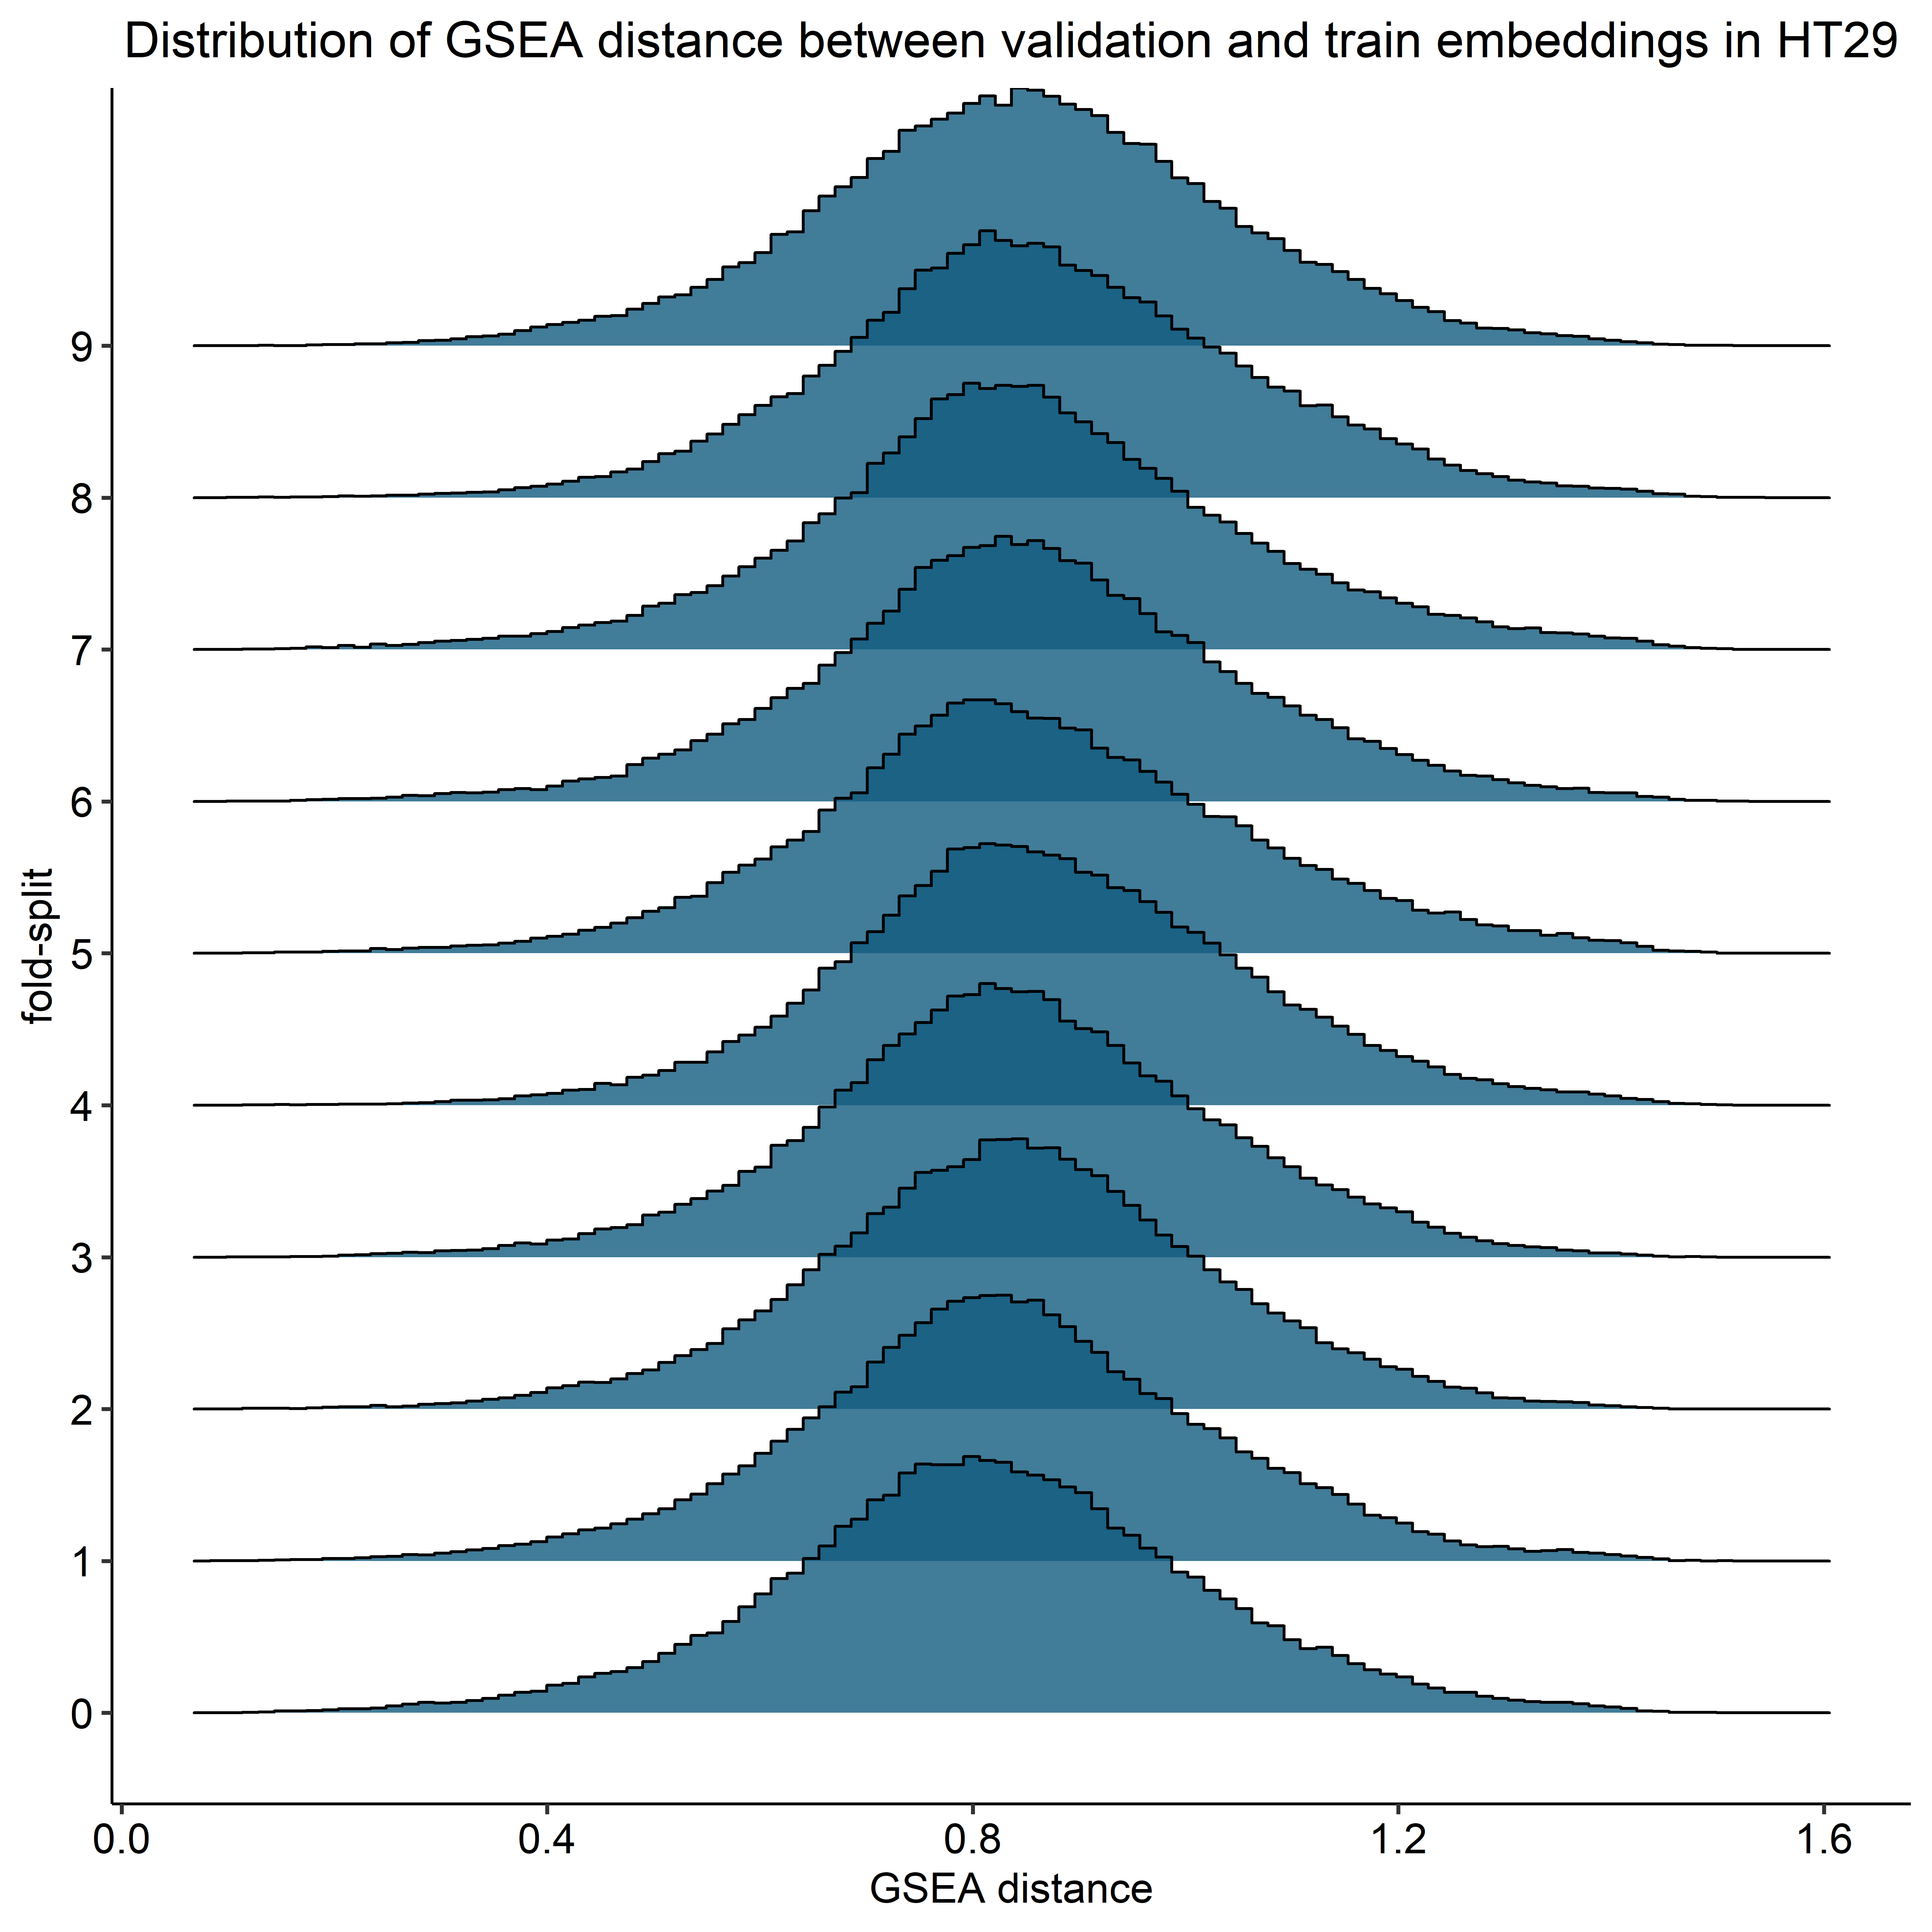 Distribution of GSEA distance between validation and train embeddings in HT29
9
8
7
6
5
4
3
2
1
0
fold-split
0.0 0.4 0.8 1.2 1.6
GSEA distance